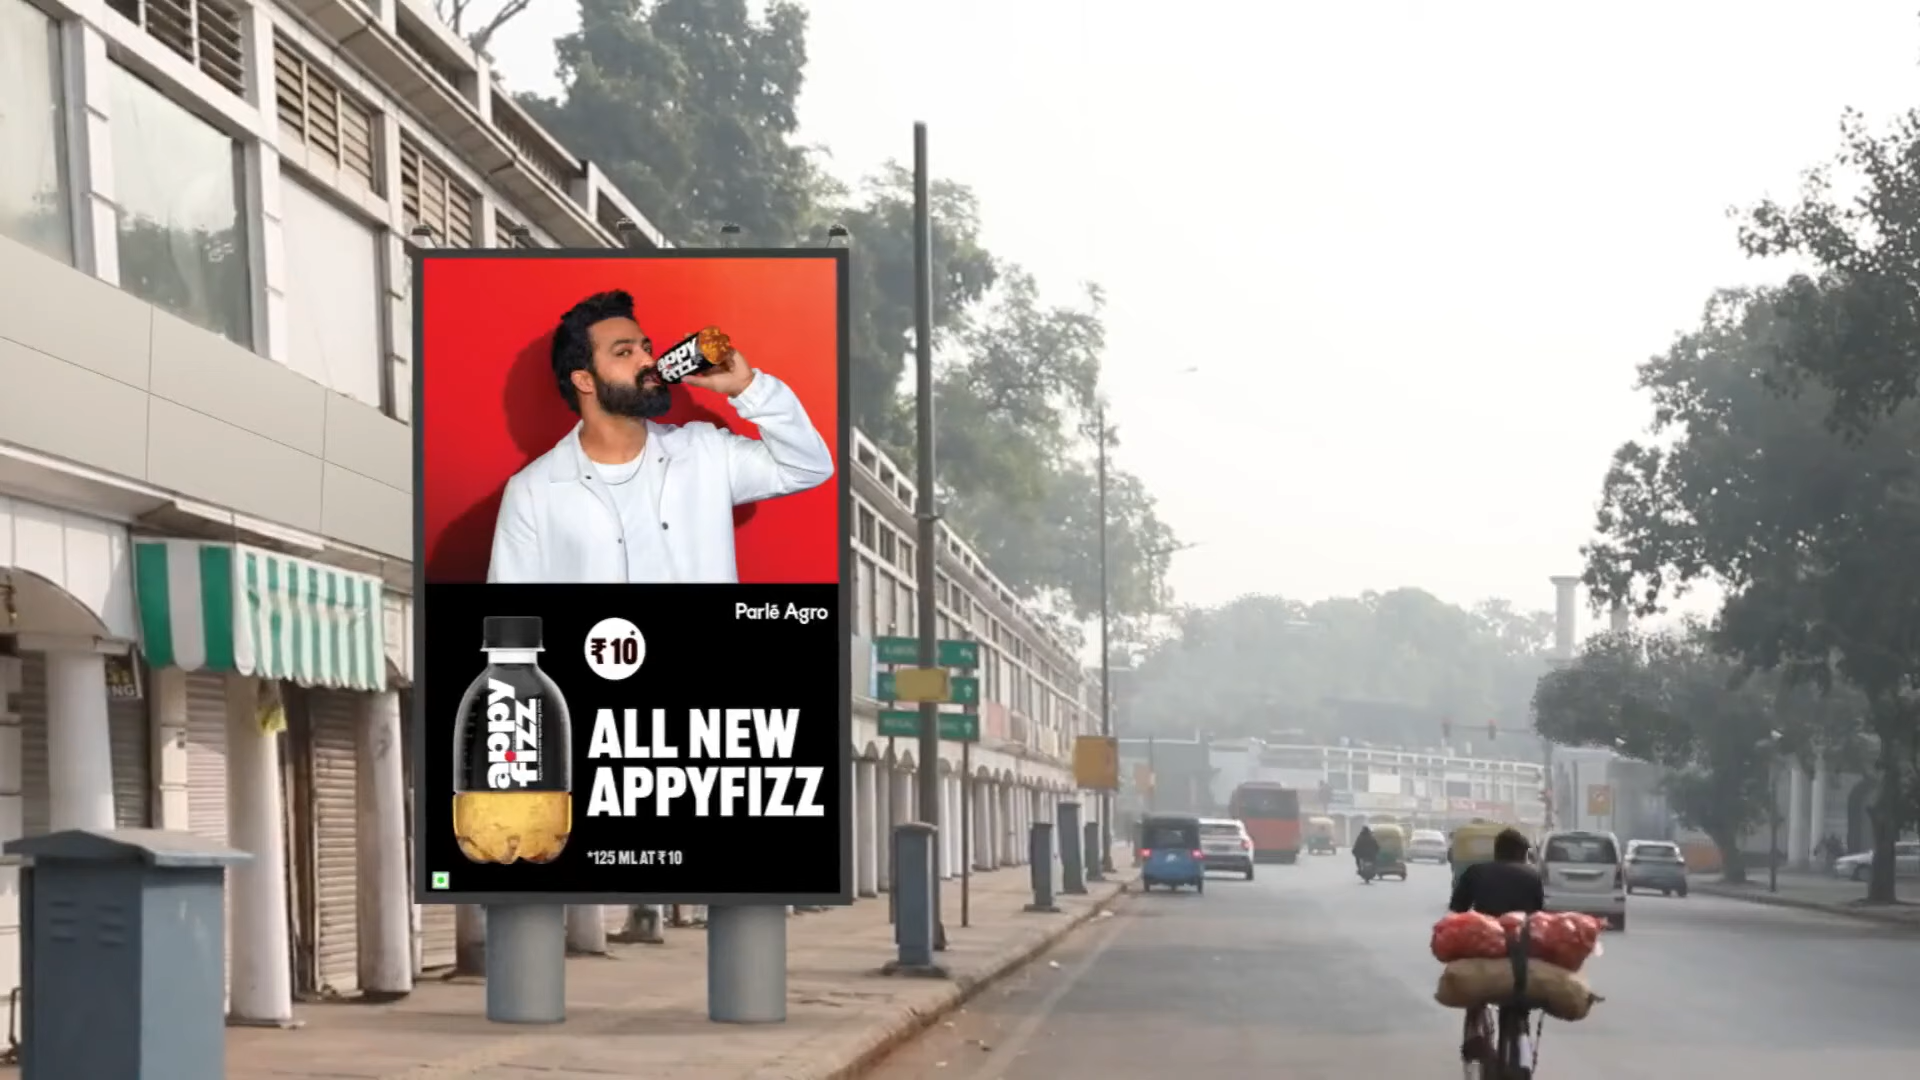 appy
fizz
Parlē Agro
₹10*
appy
fizz
ALL NEW
APPYFIZZ
*125 ML AT ₹10